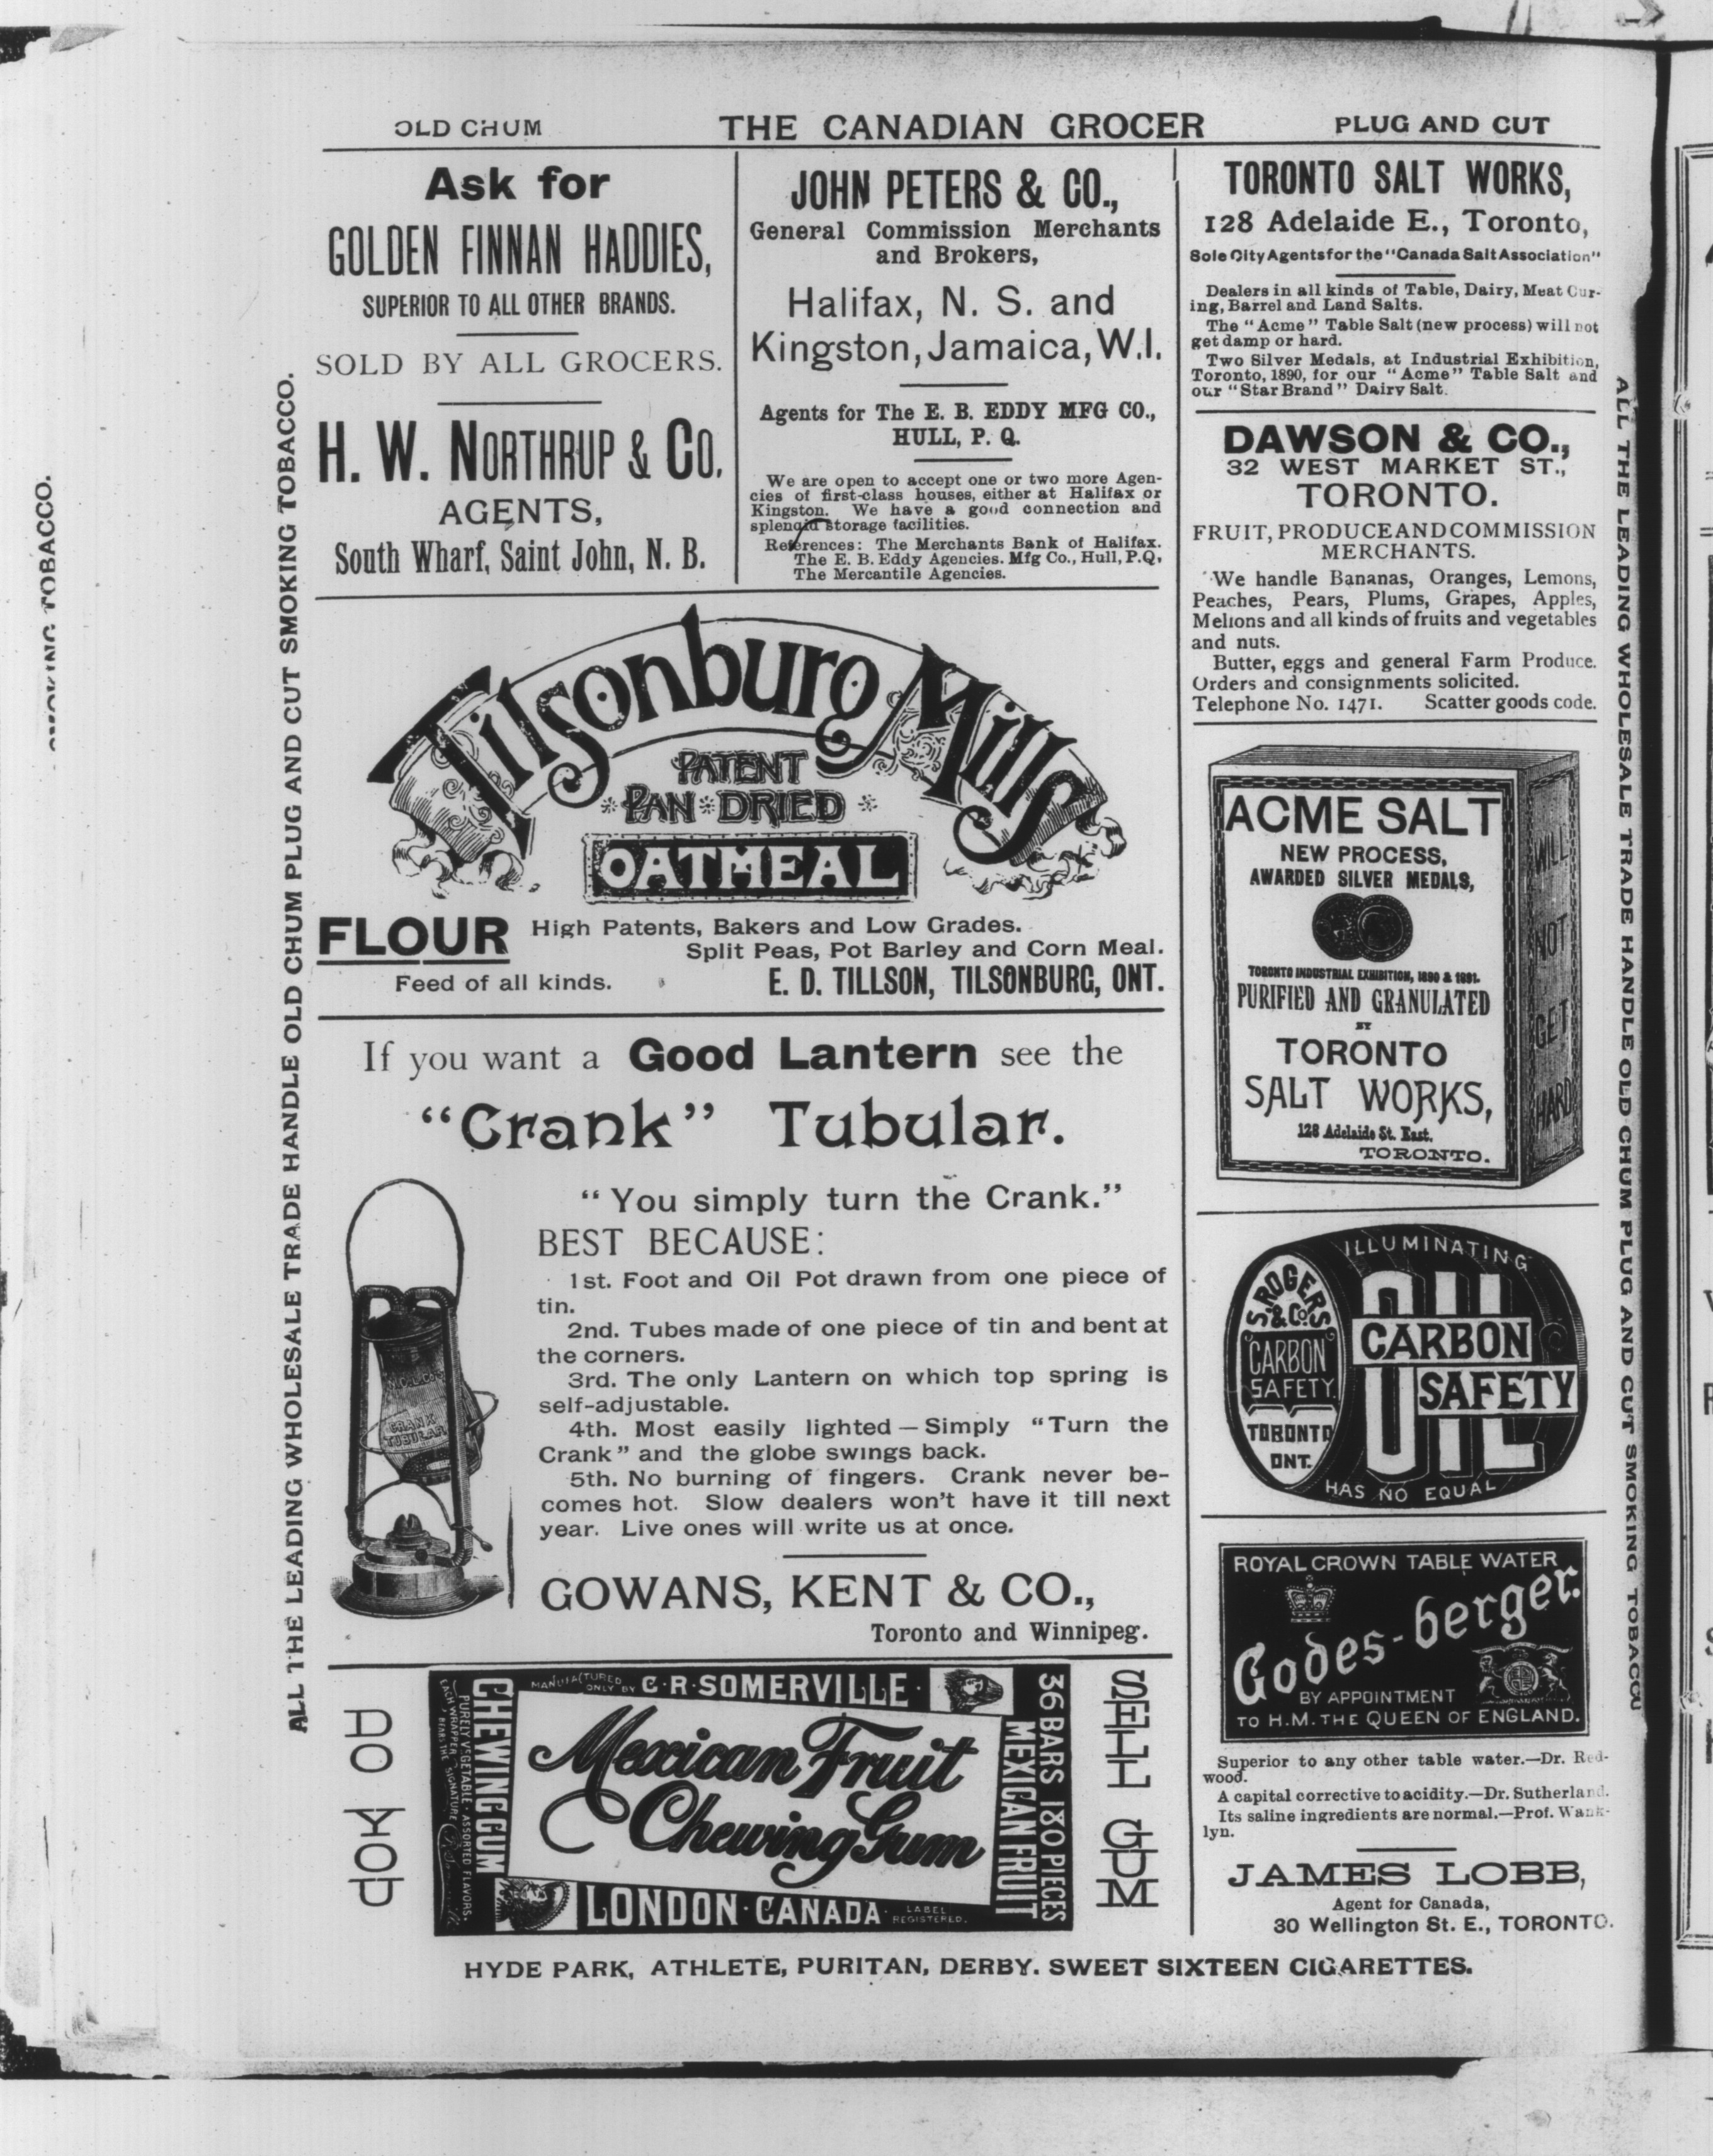 OLD CHUM
THE CANADIAN GROCER
PLUG AND CUT
ALL THE LEADING WHOLESALE TRADE HANDLE OLD CHUM PLUG AND CUT SMOKING TOBACCO.
SMOKING TOBACCO.
Ask for
GOLDEN FINNAN HADDIES,
SUPERIOR TO ALL OTHER BRANDS.
SOLD BY ALL GROCERS.
H. W. NORTHRUP & CO.
AGENTS,
South Wharf, Saint John, N. B.
JOHN PETERS & CO.,
General Commission Merchants
and Brokers,
Halifax, N. S. and
Kingston, Jamaica, W.I.
Agents for The E. B. EDDY MFG CO.,
HULL, P. Q.
We are open to accept one or two more Agen-
cies of first-class houses, either at Halifax or
Kingston. We have a good connection and
splendid storage facilities.
References: The Merchants Bank of Halifax.
The E. B. Eddy Agencies. Mfg Co., Hull, P.Q,
The Mercantile Agencies.
Tilsonburg Mills
PATENT
PAN DRIED
OATMEAL
FLOUR High Patents, Bakers and Low Grades.
Split Peas, Pot Barley and Corn Meal.
Feed of all kinds. E. D. TILLSON, TILSONBURG, ONT.
If you want a Good Lantern see the
"Crank" Tubular.
"You simply turn the Crank."
BEST BECAUSE:
1st. Foot and Oil Pot drawn from one piece of
tin.
2nd. Tubes made of one piece of tin and bent at
the corners.
3rd. The only Lantern on which top spring is
self-adjustable.
4th. Most easily lighted — Simply "Turn the
Crank" and the globe swings back.
5th. No burning of fingers. Crank never be-
comes hot. Slow dealers won't have it till next
year. Live ones will write us at once.
CRANK
TUBULAR
GOWANS, KENT & CO.,
Toronto and Winnipeg.
DO YOU
CHEWING GUM
PURELY VEGETABLE · ASSORTED FLAVORS.
EACH WRAPPER BEARS THE SIGNATURE
MANUFACTURED
ONLY BY C·R·SOMERVILLE·
Mexican Fruit
Chewing Gum
LONDON·CANADA·
LABEL
REGISTERED.
36 BARS 180 PIECES
MEXICAN FRUIT
SELL GUM
TORONTO SALT WORKS,
128 Adelaide E., Toronto,
Sole City Agents for the "Canada Salt Association"
Dealers in all kinds of Table, Dairy, Meat Cur-
ing, Barrel and Land Salts.
The "Acme" Table Salt (new process) will not
get damp or hard.
Two Silver Medals, at Industrial Exhibition,
Toronto, 1890, for our "Acme" Table Salt and
our "Star Brand" Dairy Salt.
DAWSON & CO.,
32 WEST MARKET ST.,
TORONTO.
FRUIT, PRODUCE AND COMMISSION
MERCHANTS.
We handle Bananas, Oranges, Lemons,
Peaches, Pears, Plums, Grapes, Apples,
Melions and all kinds of fruits and vegetables
and nuts.
Butter, eggs and general Farm Produce.
Orders and consignments solicited.
Telephone No. 1471. Scatter goods code.
ACME SALT
NEW PROCESS,
AWARDED SILVER MEDALS,
TORONTO INDUSTRIAL EXHIBITION, 1890 & 1891.
PURIFIED AND GRANULATED
BY
TORONTO
SALT WORKS,
128 Adelaide St. East.
TORONTO.
WILL
NOT
GET
HARD
S. ROGERS
& Co's
CARBON
SAFETY
TORONTO
ONT.
ILLUMINATING
OIL
CARBON
SAFETY
OIL
HAS NO EQUAL
ROYAL CROWN TABLE WATER
Godes-berger.
BY APPOINTMENT
TO H.M. THE QUEEN OF ENGLAND.
Superior to any other table water.—Dr. Red-
wood.
A capital corrective to acidity.—Dr. Sutherland.
Its saline ingredients are normal.—Prof. Wank-
lyn.
JAMES LOBB,
Agent for Canada,
30 Wellington St. E., TORONTO.
ALL THE LEADING WHOLESALE TRADE HANDLE OLD CHUM PLUG AND CUT SMOKING TOBACCO
HYDE PARK, ATHLETE, PURITAN, DERBY. SWEET SIXTEEN CIGARETTES.